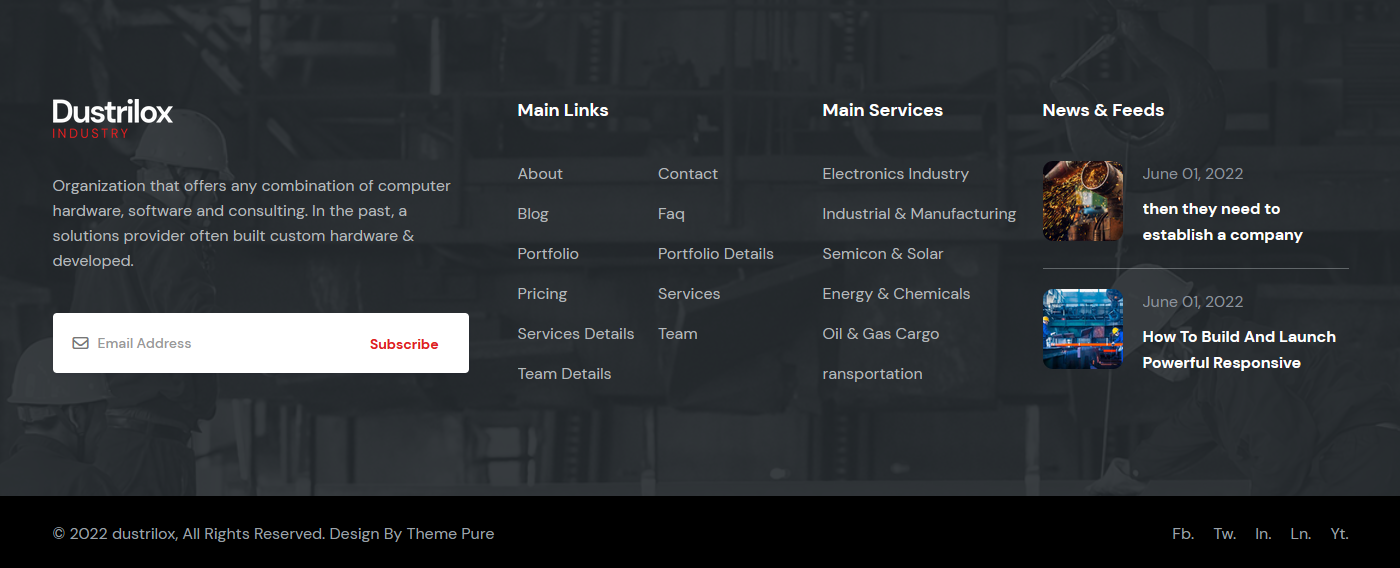 Dustrilox
INDUSTRY
Organization that offers any combination of computer
hardware, software and consulting. In the past, a
solutions provider often built custom hardware &
developed.
Email Address
Subscribe
Main Links
About
Blog
Portfolio
Pricing
Services Details
Team Details
Contact
Faq
Portfolio Details
Services
Team
Main Services
Electronics Industry
Industrial & Manufacturing
Semicon & Solar
Energy & Chemicals
Oil & Gas Cargo
ransportation
News & Feeds
June 01, 2022
then they need to
establish a company
June 01, 2022
How To Build And Launch
Powerful Responsive
© 2022 dustrilox, All Rights Reserved. Design By Theme Pure
Fb. Tw. In. Ln. Yt.